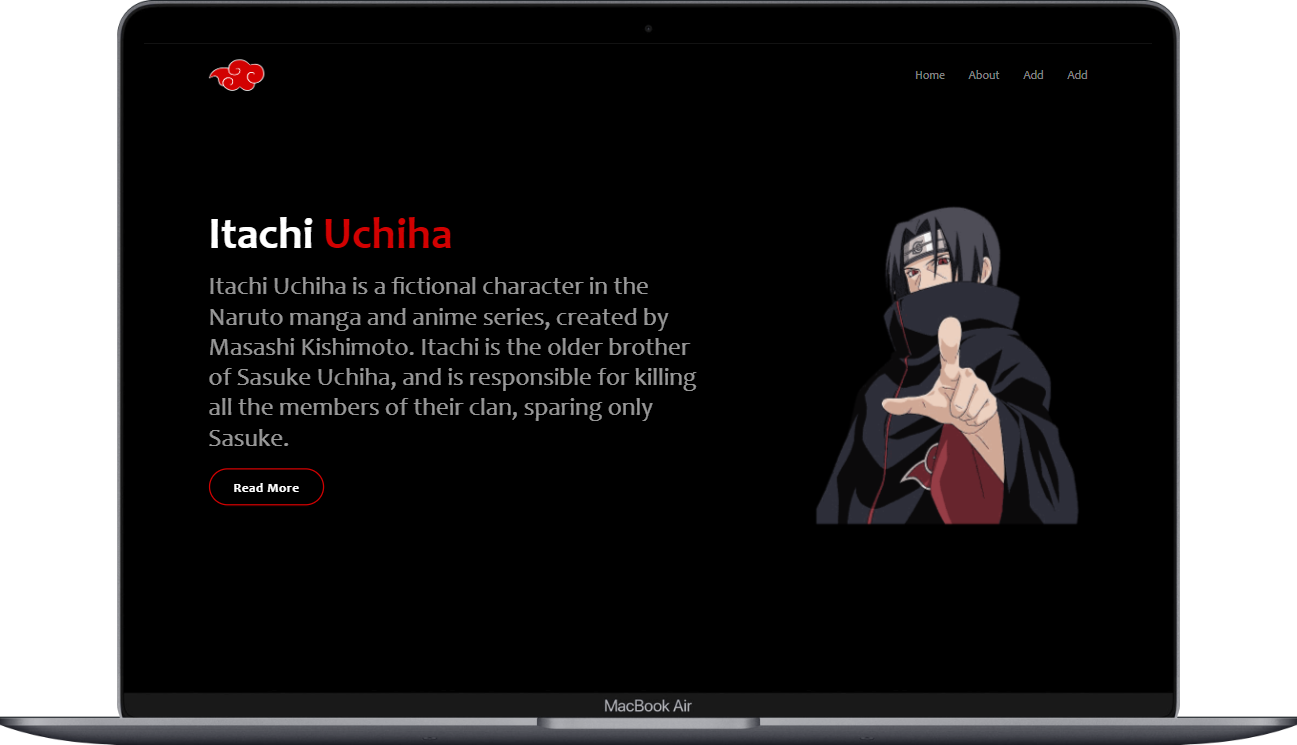 Home About Add Add
Itachi Uchiha
Itachi Uchiha is a fictional character in the
Naruto manga and anime series, created by
Masashi Kishimoto. Itachi is the older brother
of Sasuke Uchiha, and is responsible for killing
all the members of their clan, sparing only
Sasuke.
Read More
MacBook Air